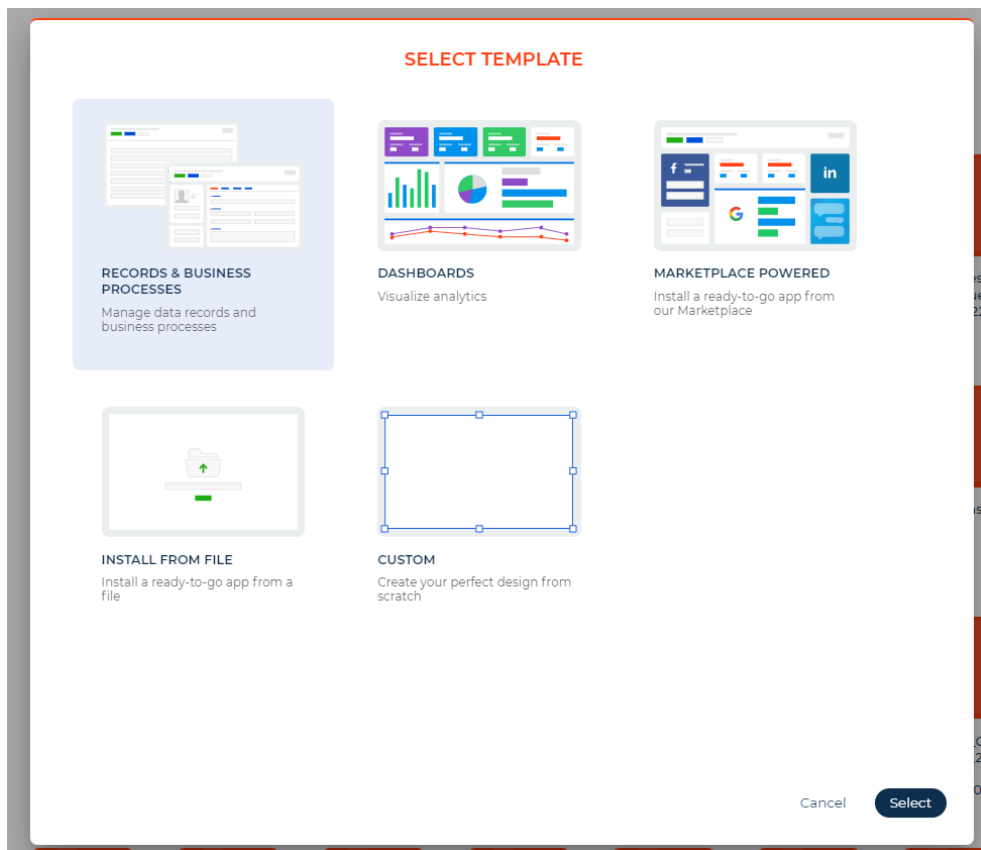 SELECT TEMPLATE
RECORDS & BUSINESS
PROCESSES
Manage data records and
business processes
DASHBOARDS
Visualize analytics
MARKETPLACE POWERED
Install a ready-to-go app from
our Marketplace
INSTALL FROM FILE
Install a ready-to-go app from a
file
CUSTOM
Create your perfect design from
scratch
Cancel
Select